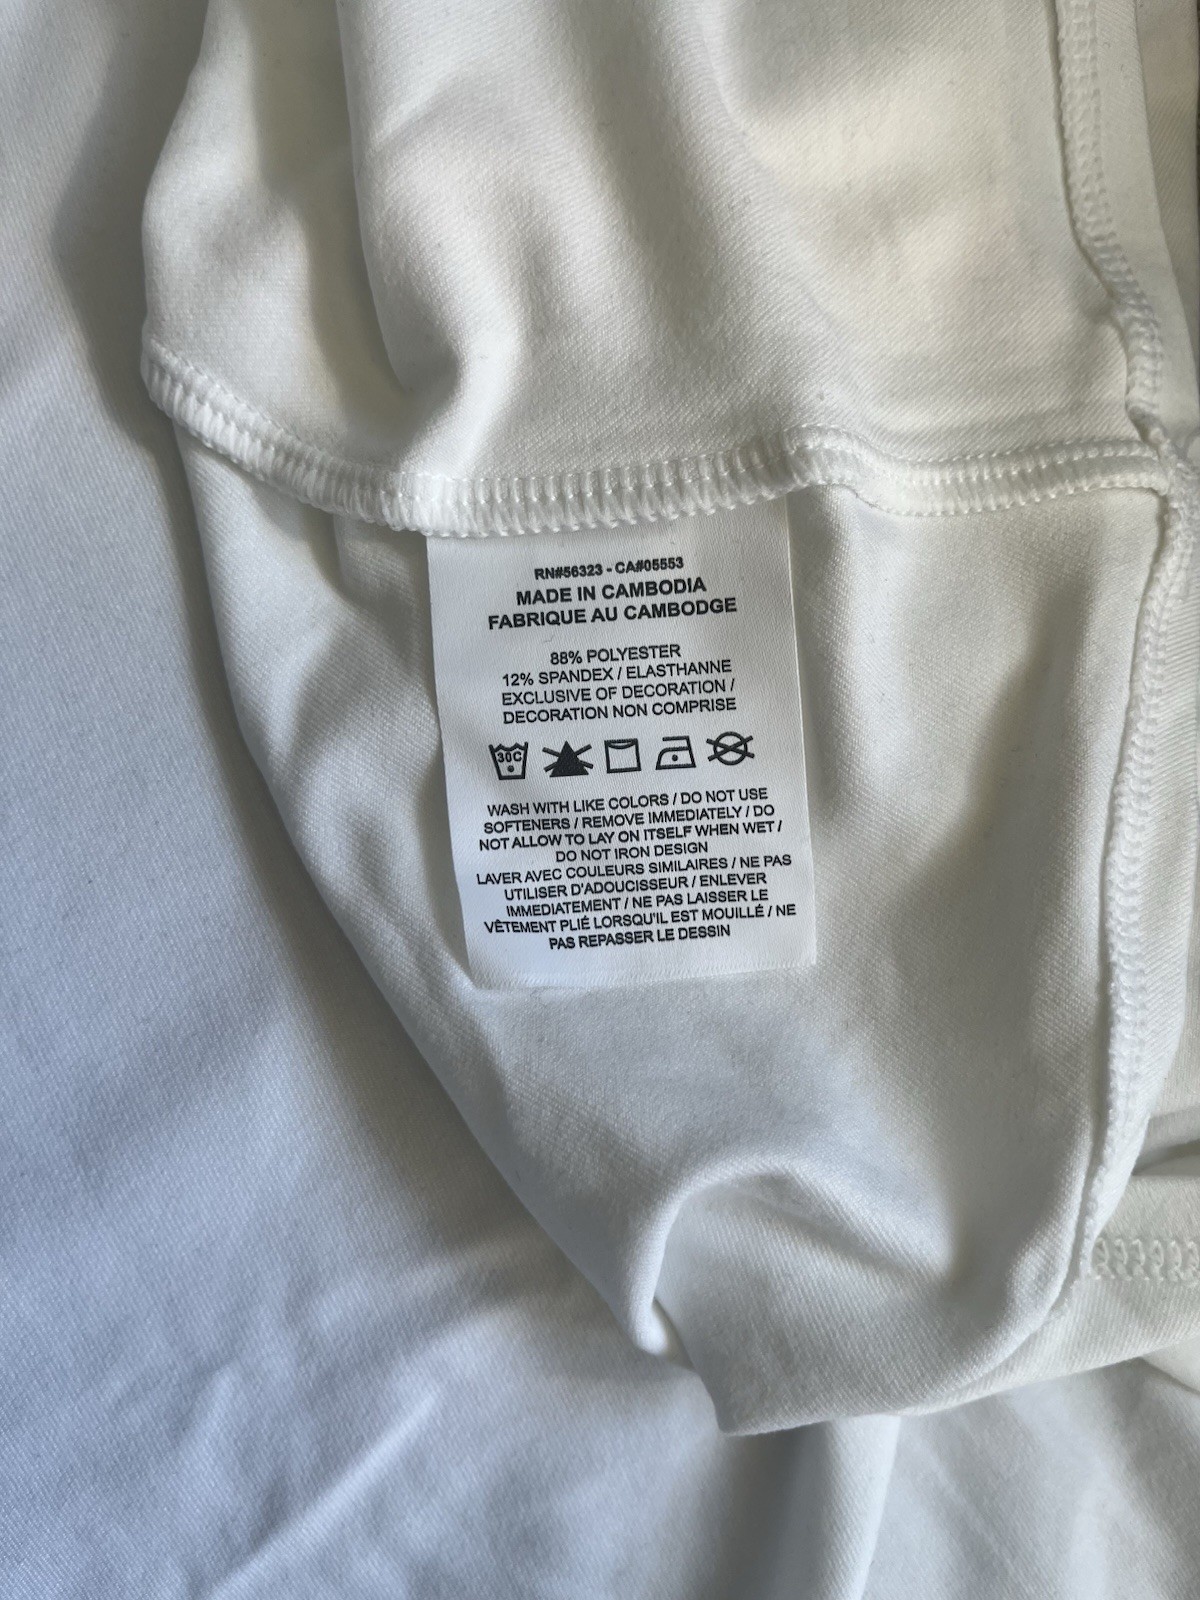 RN#56323 - CA#05553
MADE IN CAMBODIA
FABRIQUE AU CAMBODGE
88% POLYESTER
12% SPANDEX / ELASTHANNE
EXCLUSIVE OF DECORATION /
DECORATION NON COMPRISE
30C
WASH WITH LIKE COLORS / DO NOT USE
SOFTENERS / REMOVE IMMEDIATELY / DO
NOT ALLOW TO LAY ON ITSELF WHEN WET /
DO NOT IRON DESIGN
LAVER AVEC COULEURS SIMILAIRES / NE PAS
UTILISER D'ADOUCISSEUR / ENLEVER
IMMEDIATEMENT / NE PAS LAISSER LE
VÊTEMENT PLIÉ LORSQU'IL EST MOUILLÉ / NE
PAS REPASSER LE DESSIN